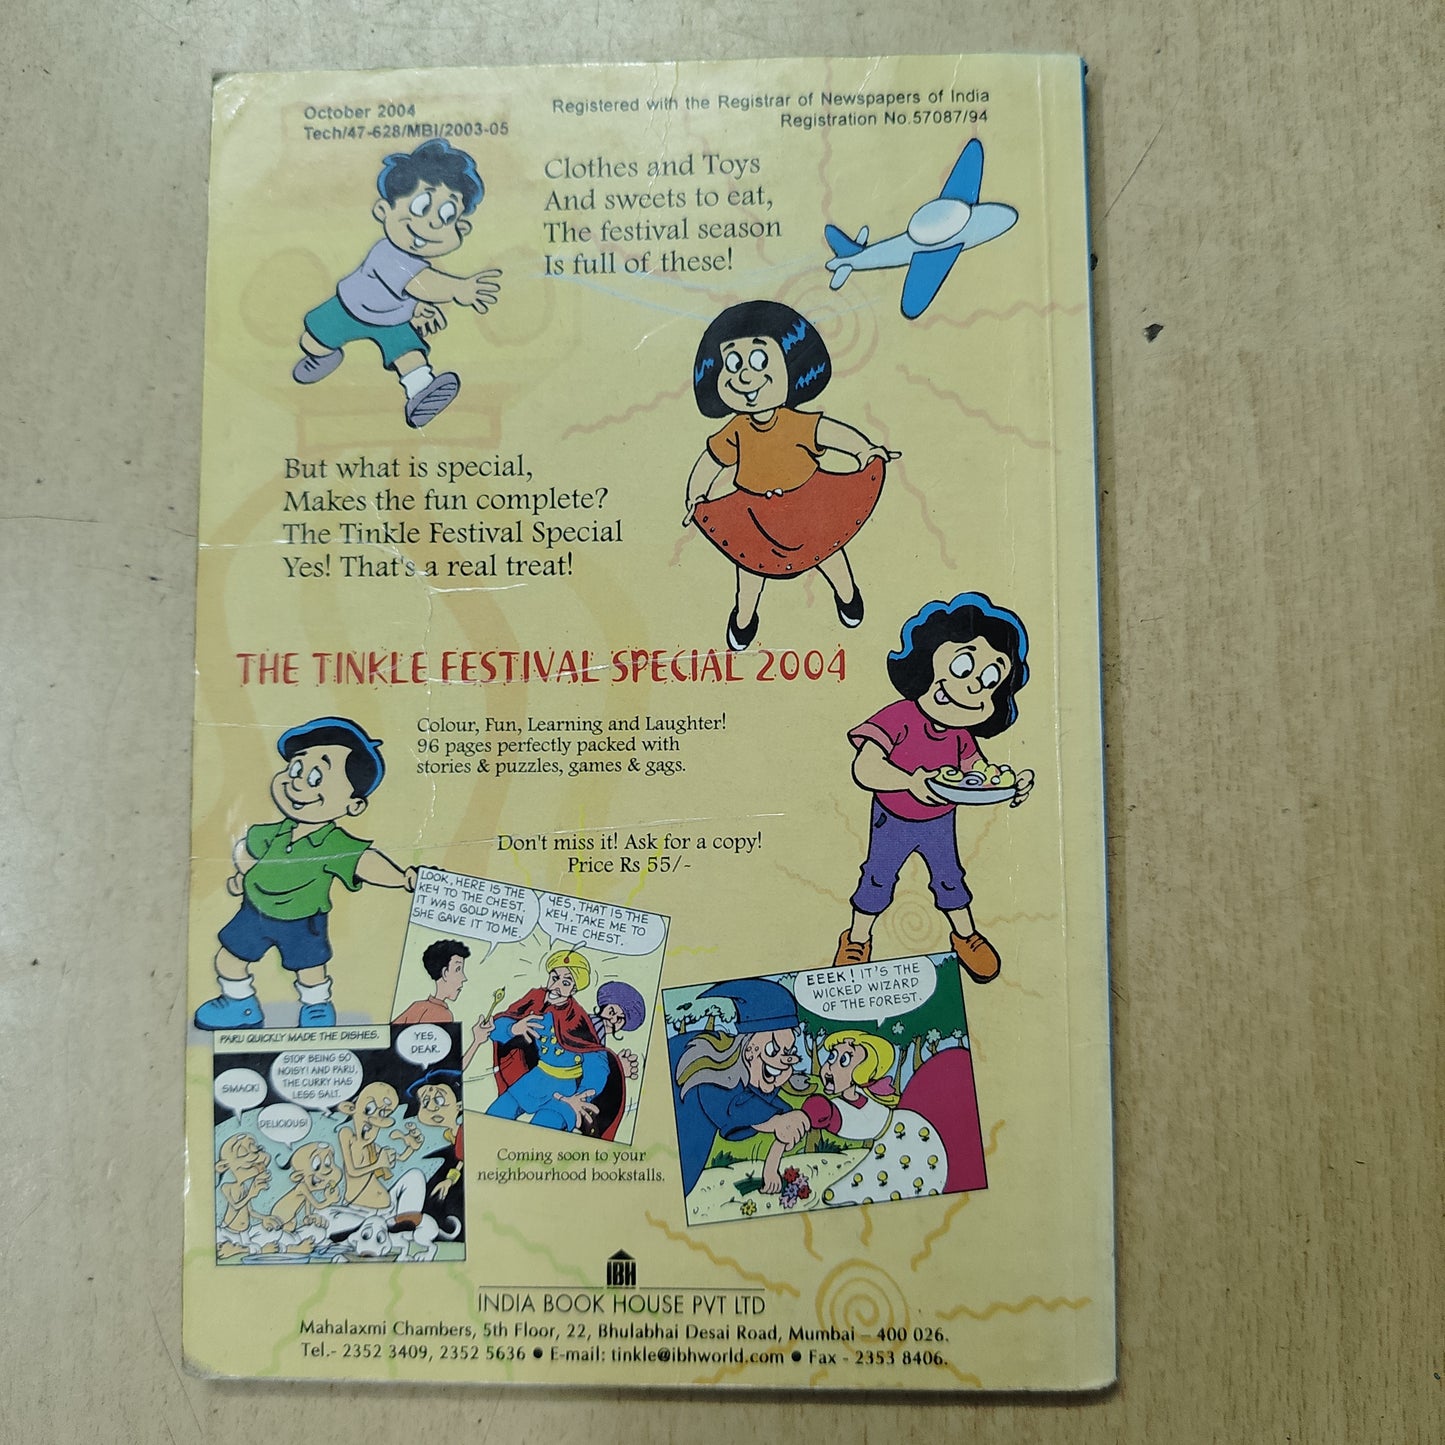 October 2004
Tech/47-628/MBI/2003-05
Registered with the Registrar of Newspapers of India
Registration No.57087/94
Clothes and Toys
And sweets to eat,
The festival season
Is full of these!
But what is special,
Makes the fun complete?
The Tinkle Festival Special
Yes! That's a real treat!
THE TINKLE FESTIVAL SPECIAL 2004
Colour, Fun, Learning and Laughter!
96 pages perfectly packed with
stories & puzzles, games & gags.
Don't miss it! Ask for a copy!
Price Rs 55/-
LOOK, HERE IS THE
KEY TO THE CHEST.
IT WAS GOLD WHEN
SHE GAVE IT TO ME.
YES, THAT IS THE
KEY. TAKE ME TO
THE CHEST.
EEEK! IT'S THE
WICKED WIZARD
OF THE FOREST.
PARU QUICKLY MADE THE DISHES.
SMACK!
STOP BEING SO
NOISY! AND PARU,
THE CURRY HAS
LESS SALT.
YES,
DEAR.
DELICIOUS!
Coming soon to your
neighbourhood bookstalls.
IBH
INDIA BOOK HOUSE PVT LTD
Mahalaxmi Chambers, 5th Floor, 22, Bhulabhai Desai Road, Mumbai – 400 026.
Tel.- 2352 3409, 2352 5636 ● E-mail: tinkle@ibhworld.com ● Fax - 2353 8406.